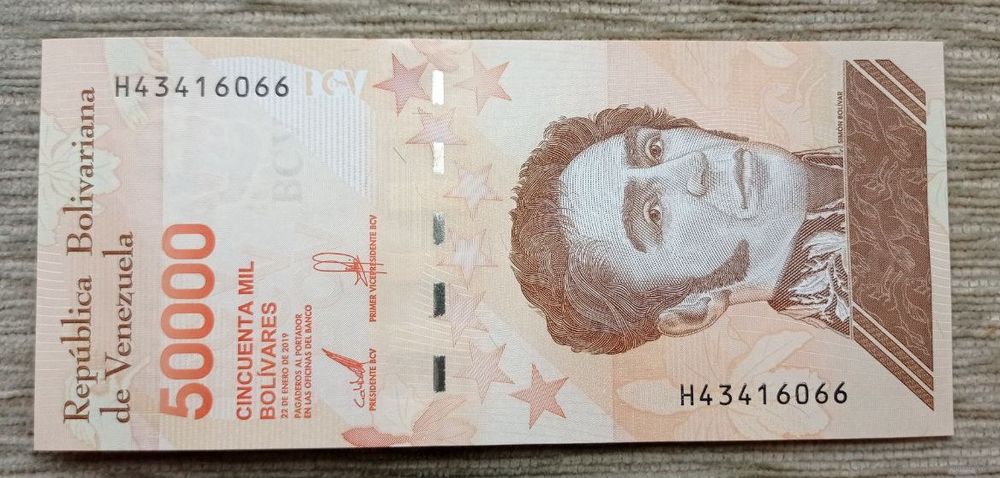 República Bolivariana
de Venezuela
H43416066
BCV
BCV
50000
CINCUENTA MIL
BOLÍVARES
22 DE ENERO DE 2019
PAGADEROS AL PORTADOR
EN LAS OFICINAS DEL BANCO
PRESIDENTE BCV
PRIMER VICEPRESIDENTE BCV
SIMÓN BOLÍVAR
H43416066